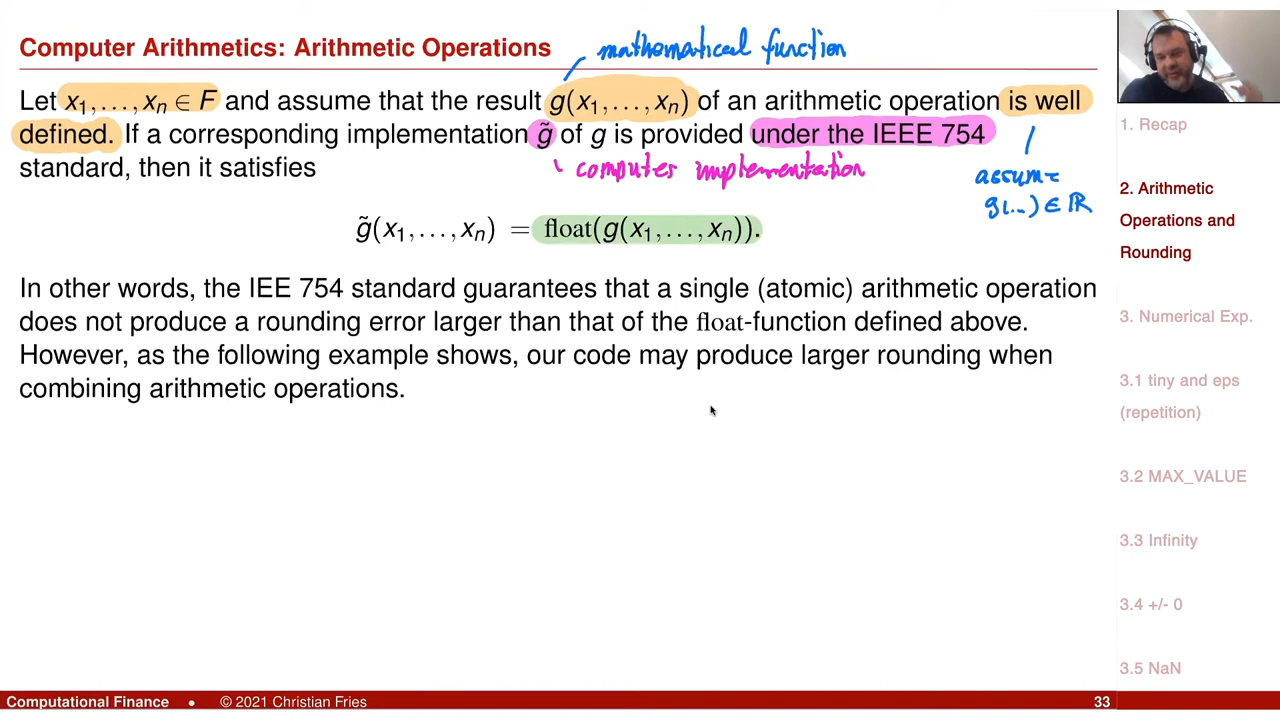 Computer Arithmetics: Arithmetic Operations
mathematical function
Let x₁,…,xₙ ∈ F and assume that the result g(x₁,…,xₙ) of an arithmetic operation is well
defined. If a corresponding implementation g̃ of g is provided under the IEEE 754
standard, then it satisfies
computer implementation
assume
g(...) ∈ ℝ
g̃(x₁,…,xₙ) = float(g(x₁,…,xₙ)).
In other words, the IEE 754 standard guarantees that a single (atomic) arithmetic operation
does not produce a rounding error larger than that of the float-function defined above.
However, as the following example shows, our code may produce larger rounding when
combining arithmetic operations.
1. Recap
2. Arithmetic
Operations and
Rounding
3. Numerical Exp.
3.1 tiny and eps
(repetition)
3.2 MAX_VALUE
3.3 Infinity
3.4 +/- 0
3.5 NaN
Computational Finance • © 2021 Christian Fries 33